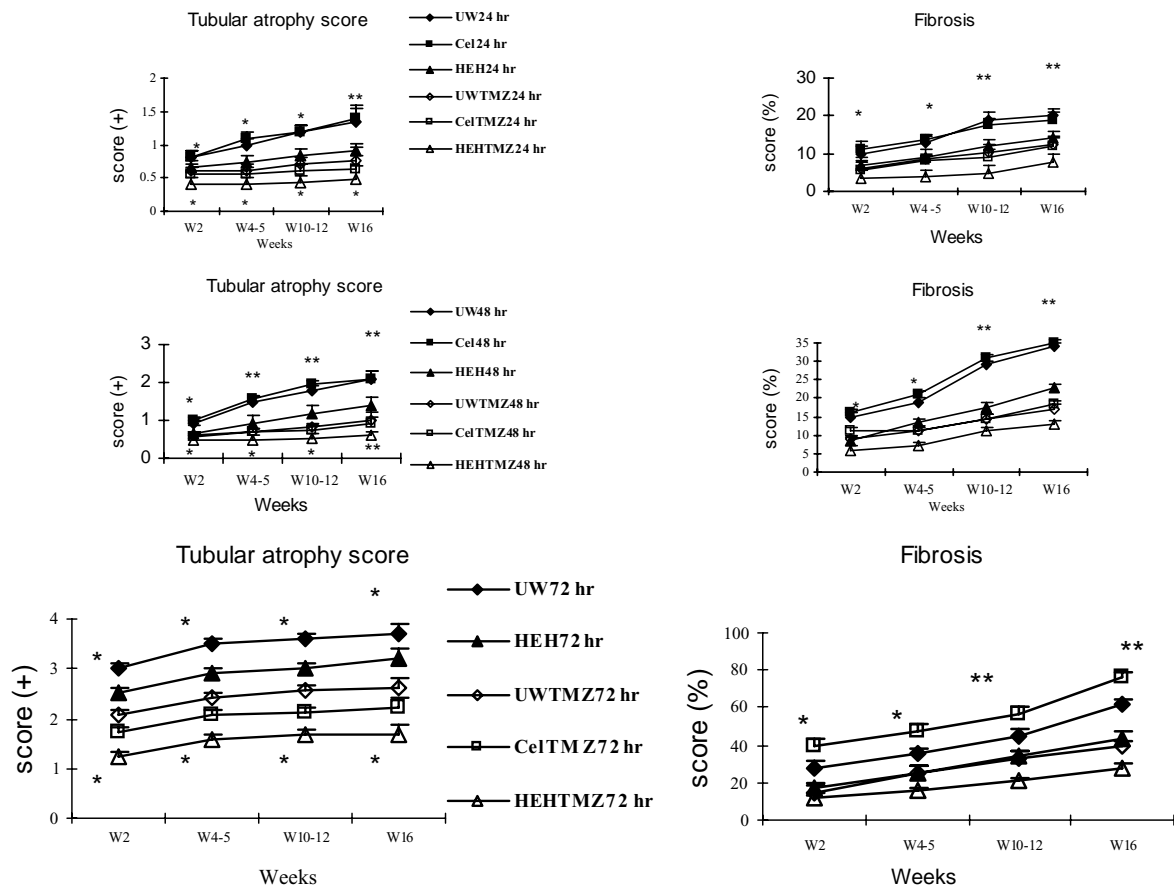 Tubular atrophy score
UW24 hr
Cel24 hr
HEH24 hr
UWTMZ24 hr
CelTMZ24 hr
HEHTMZ24 hr
score (+)
2
1.5
1
0.5
0
* * * **
* * * *
W2 W4-5 W10-12 W16
Weeks
Fibrosis
score (%)
30
20
10
0
* * ** **
W2 W4-5 W10-12 W16
Weeks
Tubular atrophy score
UW48 hr
Cel48 hr
HEH48 hr
UWTMZ48 hr
CelTMZ48 hr
HEHTMZ48 hr
score (+)
3
2
1
0
* ** ** **
* * * **
W2 W4-5 W10-12 W16
Weeks
Fibrosis
score (%)
35
30
25
20
15
10
5
0
* * ** **
W2 W4-5 W10-12 W16
Weeks
Tubular atrophy score
UW72 hr
HEH72 hr
UWTMZ72 hr
CelTMZ72 hr
HEHTMZ72 hr
score (+)
4
3
2
1
0
* * * *
* * * *
W2 W4-5 W10-12 W16
Weeks
Fibrosis
score (%)
100
80
60
40
20
0
* * ** **
W2 W4-5 W10-12 W16
Weeks